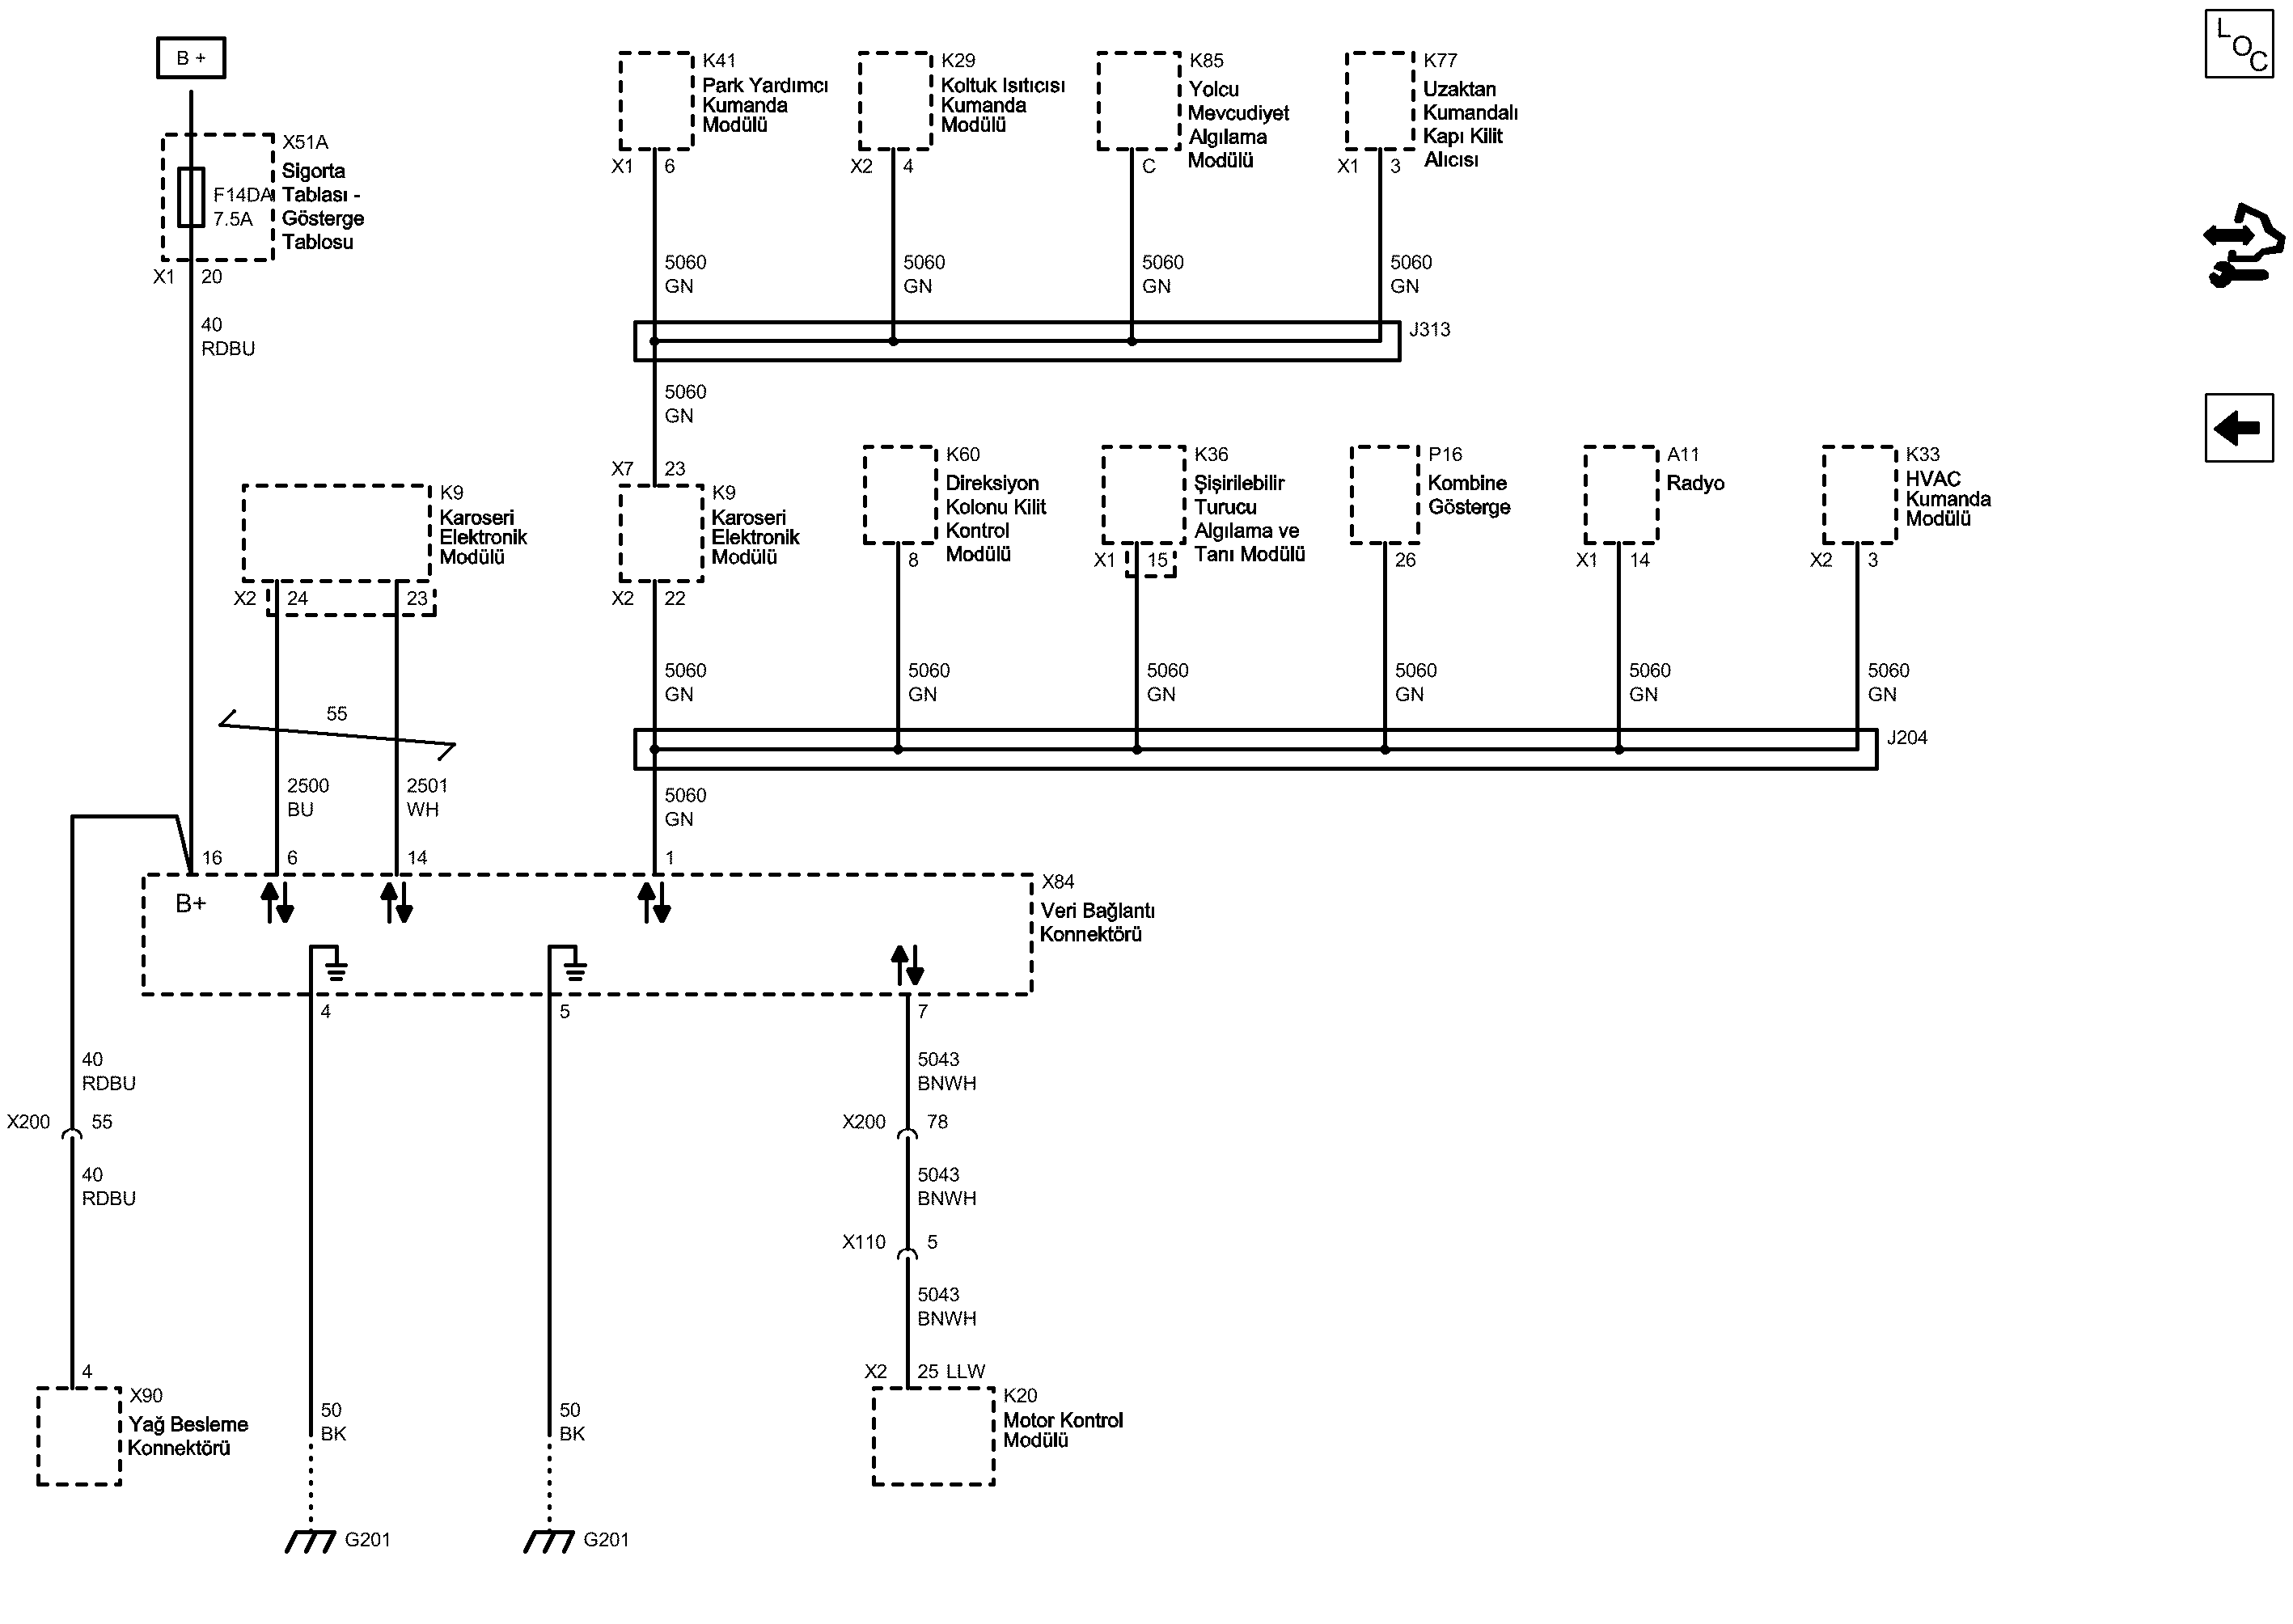 B +
X51A
Sigorta
Tablası -
Gösterge
Tablosu
F14DA
7.5A
X1 20
40
RDBU
K41
Park Yardımcı
Kumanda
Modülü
X1 6
5060
GN
K29
Koltuk Isıtıcısı
Kumanda
Modülü
X2 4
5060
GN
K85
Yolcu
Mevcudiyet
Algılama
Modülü
C
5060
GN
K77
Uzaktan
Kumandalı
Kapı Kilit
Alıcısı
X1 3
5060
GN
J313
5060
GN
LOC
K9
Karoseri
Elektronik
Modülü
X2 24 23
55
2500
BU
2501
WH
X7 23
K9
Karoseri
Elektronik
Modülü
X2 22
5060
GN
K60
Direksiyon
Kolonu Kilit
Kontrol
Modülü
8
5060
GN
K36
Şişirilebilir
Turucu
Algılama ve
Tanı Modülü
X1 15
5060
GN
P16
Kombine
Gösterge
26
5060
GN
A11
Radyo
X1 14
5060
GN
K33
HVAC
Kumanda
Modülü
X2 3
5060
GN
J204
5060
GN
16 6 14 1
B+
X84
Veri Bağlantı
Konnektörü
4 5 7
40
RDBU
X200 55
40
RDBU
4
X90
Yağ Besleme
Konnektörü
50
BK
G201
50
BK
G201
5043
BNWH
X200 78
5043
BNWH
X110 5
5043
BNWH
X2 25 LLW
K20
Motor Kontrol
Modülü